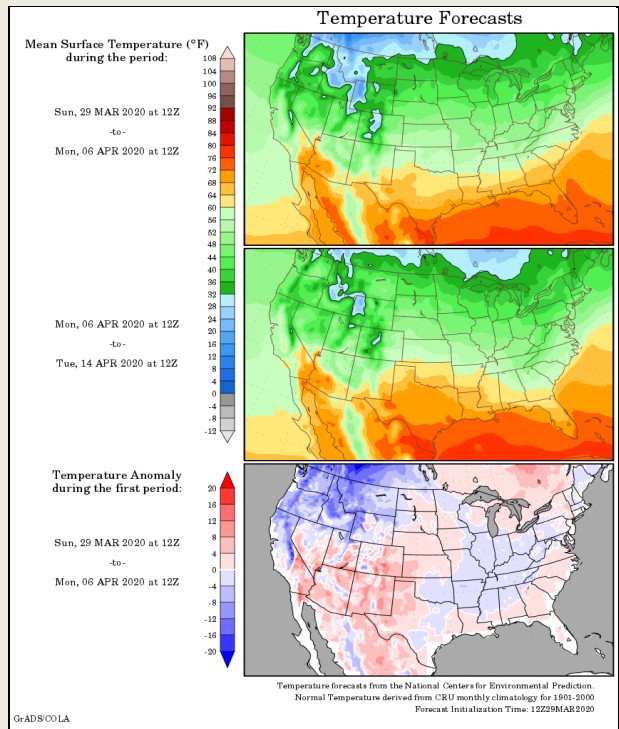 Temperature Forecasts
Mean Surface Temperature (°F)
during the period:
Sun, 29 MAR 2020 at 12Z
-to-
Mon, 06 APR 2020 at 12Z
108
104
100
96
92
88
84
80
76
72
68
64
60
56
52
48
44
40
36
32
28
24
20
16
12
8
4
0
-4
-8
-12
Mon, 06 APR 2020 at 12Z
-to-
Tue, 14 APR 2020 at 12Z
Temperature Anomaly
during the first period:
Sun, 29 MAR 2020 at 12Z
-to-
Mon, 06 APR 2020 at 12Z
20
16
12
8
4
0
-4
-8
-12
-16
-20
Temperature forecasts from the National Centers for Environmental Prediction.
Normal Temperature derived from CRU monthly climatology for 1901-2000
Forecast Initialization Time: 12Z29MAR2020
GrADS/COLA